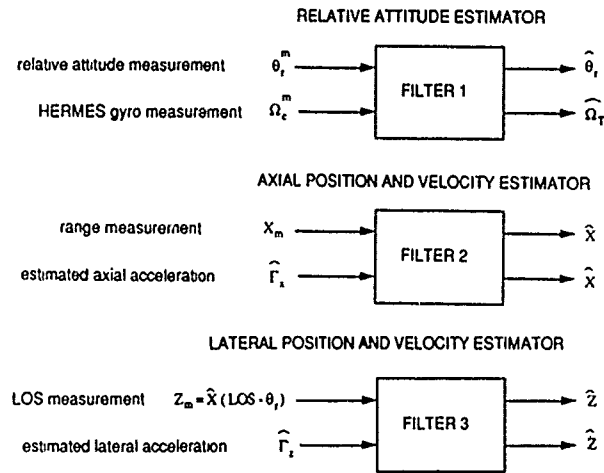 RELATIVE ATTITUDE ESTIMATOR
relative attitude measurement θ_r^m FILTER 1 θ̂_r
HERMES gyro measurement Ω_c^m Ω̂_T
AXIAL POSITION AND VELOCITY ESTIMATOR
range measurement X_m FILTER 2 X̂
estimated axial acceleration Γ̂_x X̂
LATERAL POSITION AND VELOCITY ESTIMATOR
LOS measurement Z_m = X̂ (LOS - θ_r) FILTER 3 Ẑ
estimated lateral acceleration Γ̂_z Ẑ